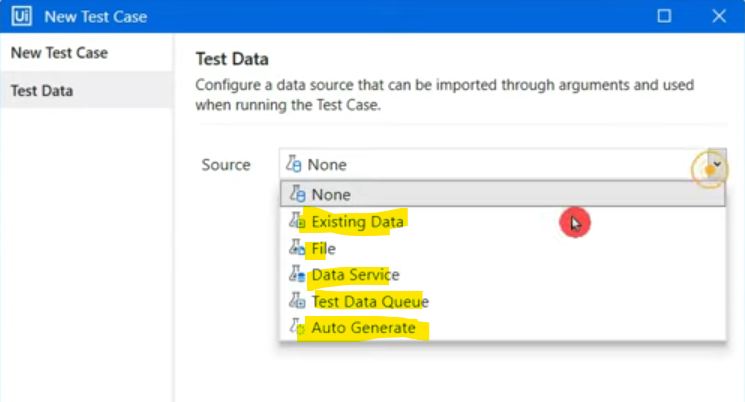 Ui New Test Case
New Test Case
Test Data
Test Data
Configure a data source that can be imported through arguments and used
when running the Test Case.
Source
None
None
Existing Data
File
Data Service
Test Data Queue
Auto Generate